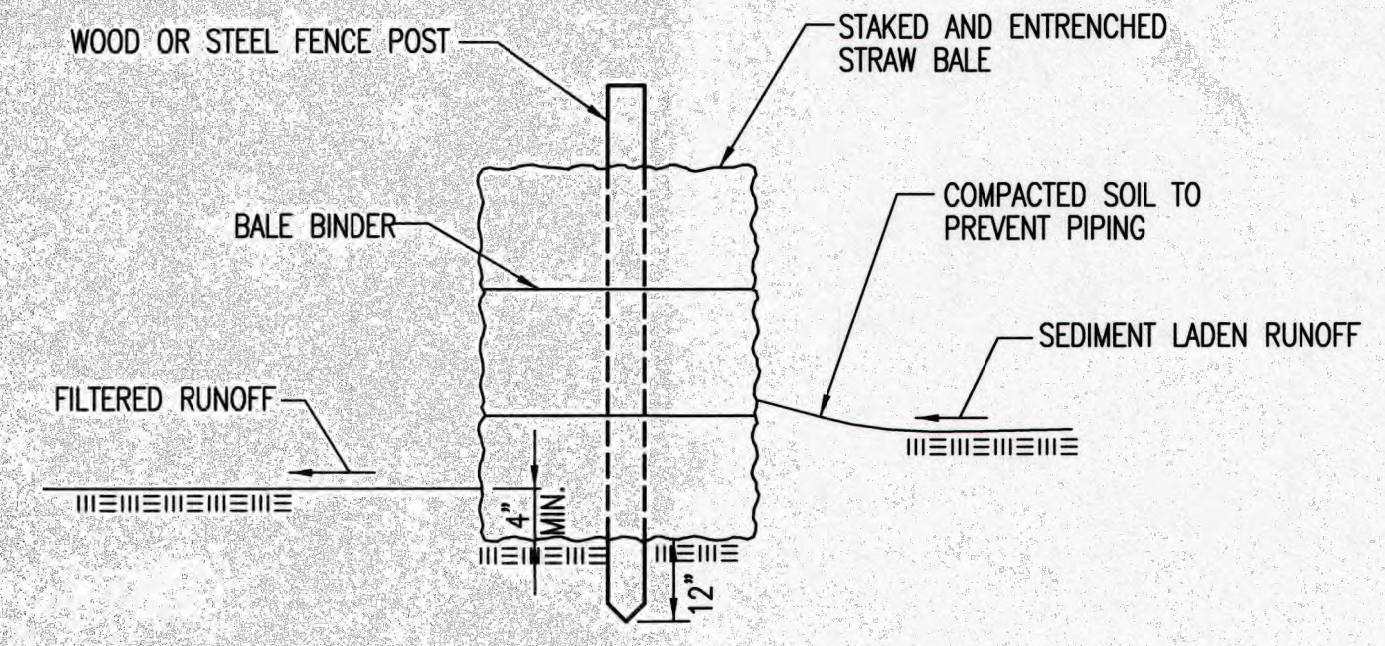 WOOD OR STEEL FENCE POST
STAKED AND ENTRENCHED
STRAW BALE
BALE BINDER
COMPACTED SOIL TO
PREVENT PIPING
SEDIMENT LADEN RUNOFF
FILTERED RUNOFF
4"
MIN.
12"